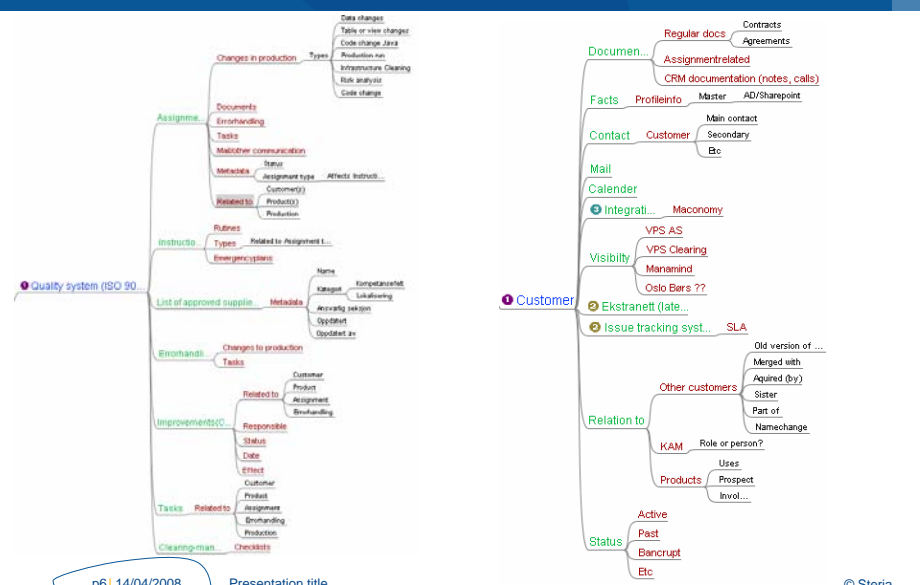 Data changes
Table or view changes
Code change Java
Changes in production
Types
Production run
Infrastructure Cleaning
Risk analysis
Code change
Documents
Errorhandling
Assignme...
Tasks
Mail/other communication
Metadata
Status
Assignment type
Affects Instructi...
Related to
Customer(s)
Product(s)
Production
Instructio...
Rutines
Types
Related to Assignment t...
Emergencyplans
1 Quality system (ISO 90...
List of approved supplie...
Metadata
Name
Kategori
Kompetansefelt
Lokalisering
Ansvarlig seksjon
Oppdatert
Oppdatert av
Errorhandli...
Changes to production
Tasks
Improvements(C...
Related to
Customer
Product
Assignment
Errorhandling
Responsible
Status
Date
Effect
Tasks
Related to
Customer
Product
Assignment
Errorhandling
Production
Clearing-man...
Checklists
1 Customer
Documen...
Regular docs
Contracts
Agreements
Assignmentrelated
CRM documentation (notes, calls)
Facts
Profileinfo
Master
AD/Sharepoint
Contact
Customer
Main contact
Secondary
Etc
Mail
Calender
3 Integrati...
Maconomy
Visibilty
VPS AS
VPS Clearing
Manamind
Oslo Børs ??
2 Ekstranett (late...
2 Issue tracking syst...
SLA
Relation to
Other customers
Old version of ...
Merged with
Aquired (by)
Sister
Part of
Namechange
KAM
Role or person?
Products
Uses
Prospect
Invol...
Status
Active
Past
Bancrupt
Etc
p6 | 14/04/2008
Presentation title
© Steria